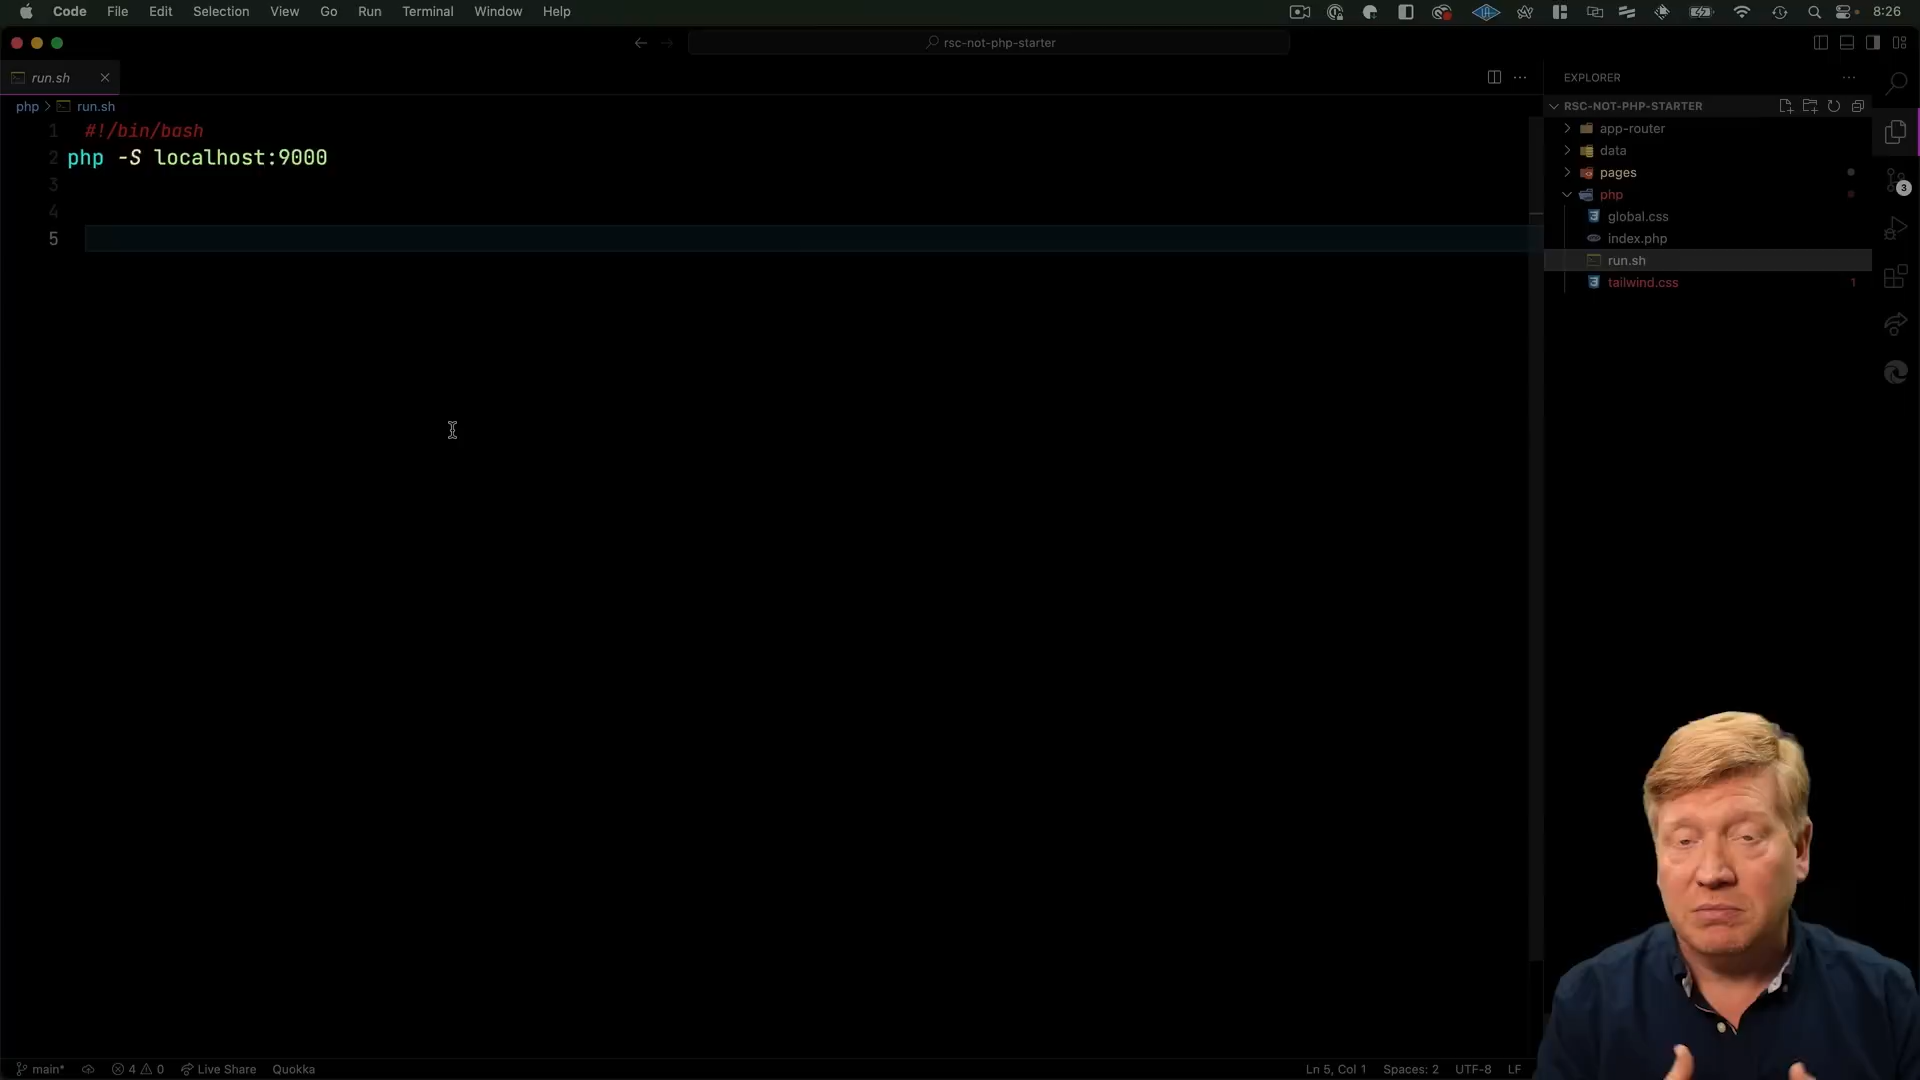 Code File Edit Selection View Go Run Terminal Window Help 8:26
rsc-not-php-starter
run.sh
EXPLORER
php > run.sh
RSC-NOT-PHP-STARTER
1 #!/bin/bash
2 php -S localhost:9000
3
4
5
app-router
data
pages
php
global.css
index.php
run.sh
tailwind.css 1
3
main* 4 0 Live Share Quokka
Ln 5, Col 1 Spaces: 2 UTF-8 LF